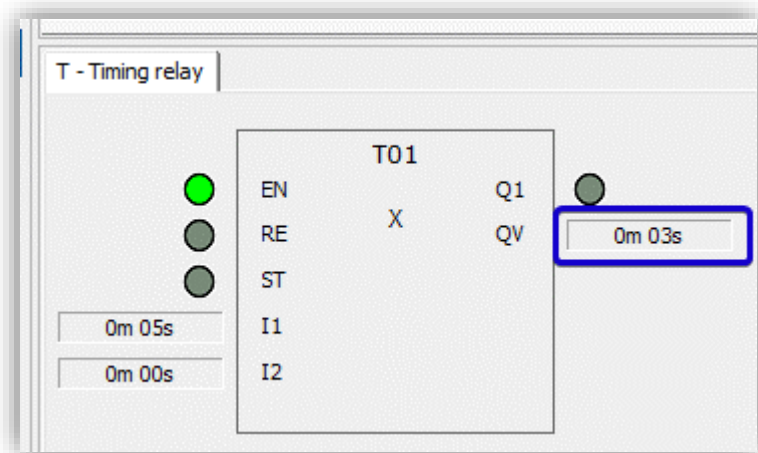 T - Timing relay
T01
EN Q1
X
RE QV 0m 03s
ST
0m 05s I1
0m 00s I2